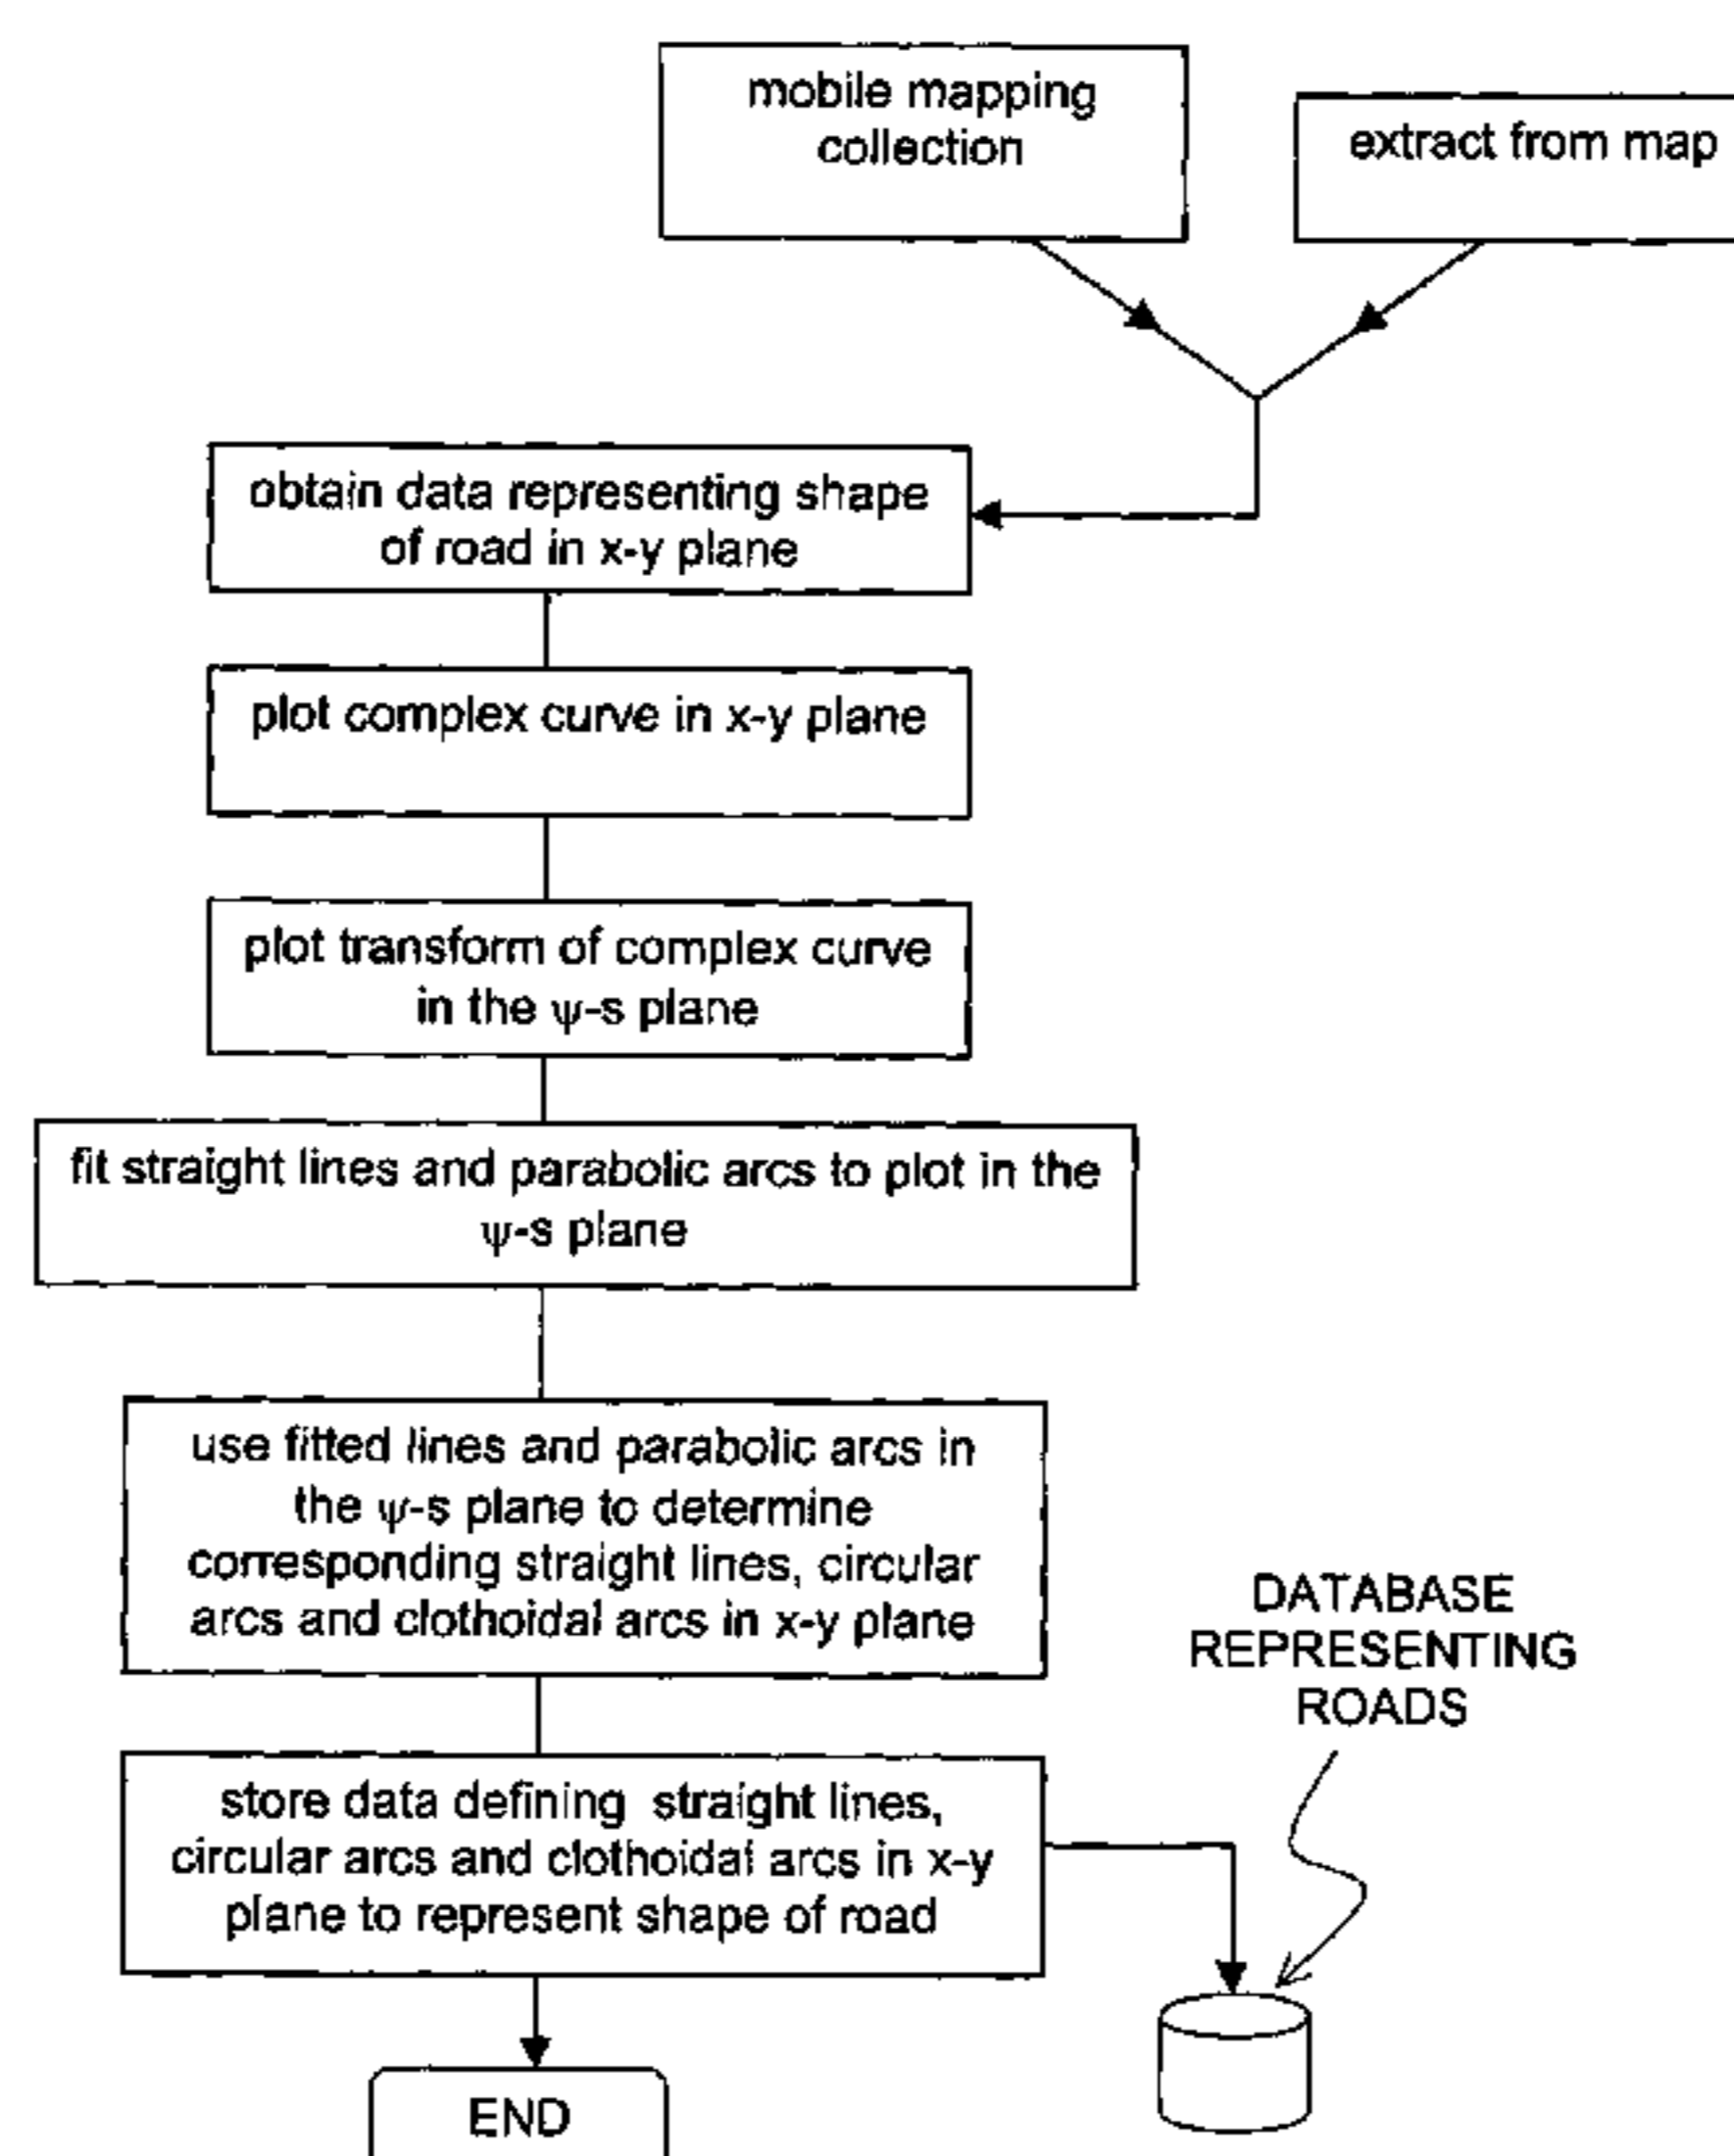 mobile mapping
collection
extract from map
obtain data representing shape
of road in x-y plane
plot complex curve in x-y plane
plot transform of complex curve
in the ψ-s plane
fit straight lines and parabolic arcs to plot in the
ψ-s plane
use fitted lines and parabolic arcs in
the ψ-s plane to determine
corresponding straight lines, circular
arcs and clothoidal arcs in x-y plane
DATABASE
REPRESENTING
ROADS
store data defining straight lines,
circular arcs and clothoidal arcs in x-y
plane to represent shape of road
END